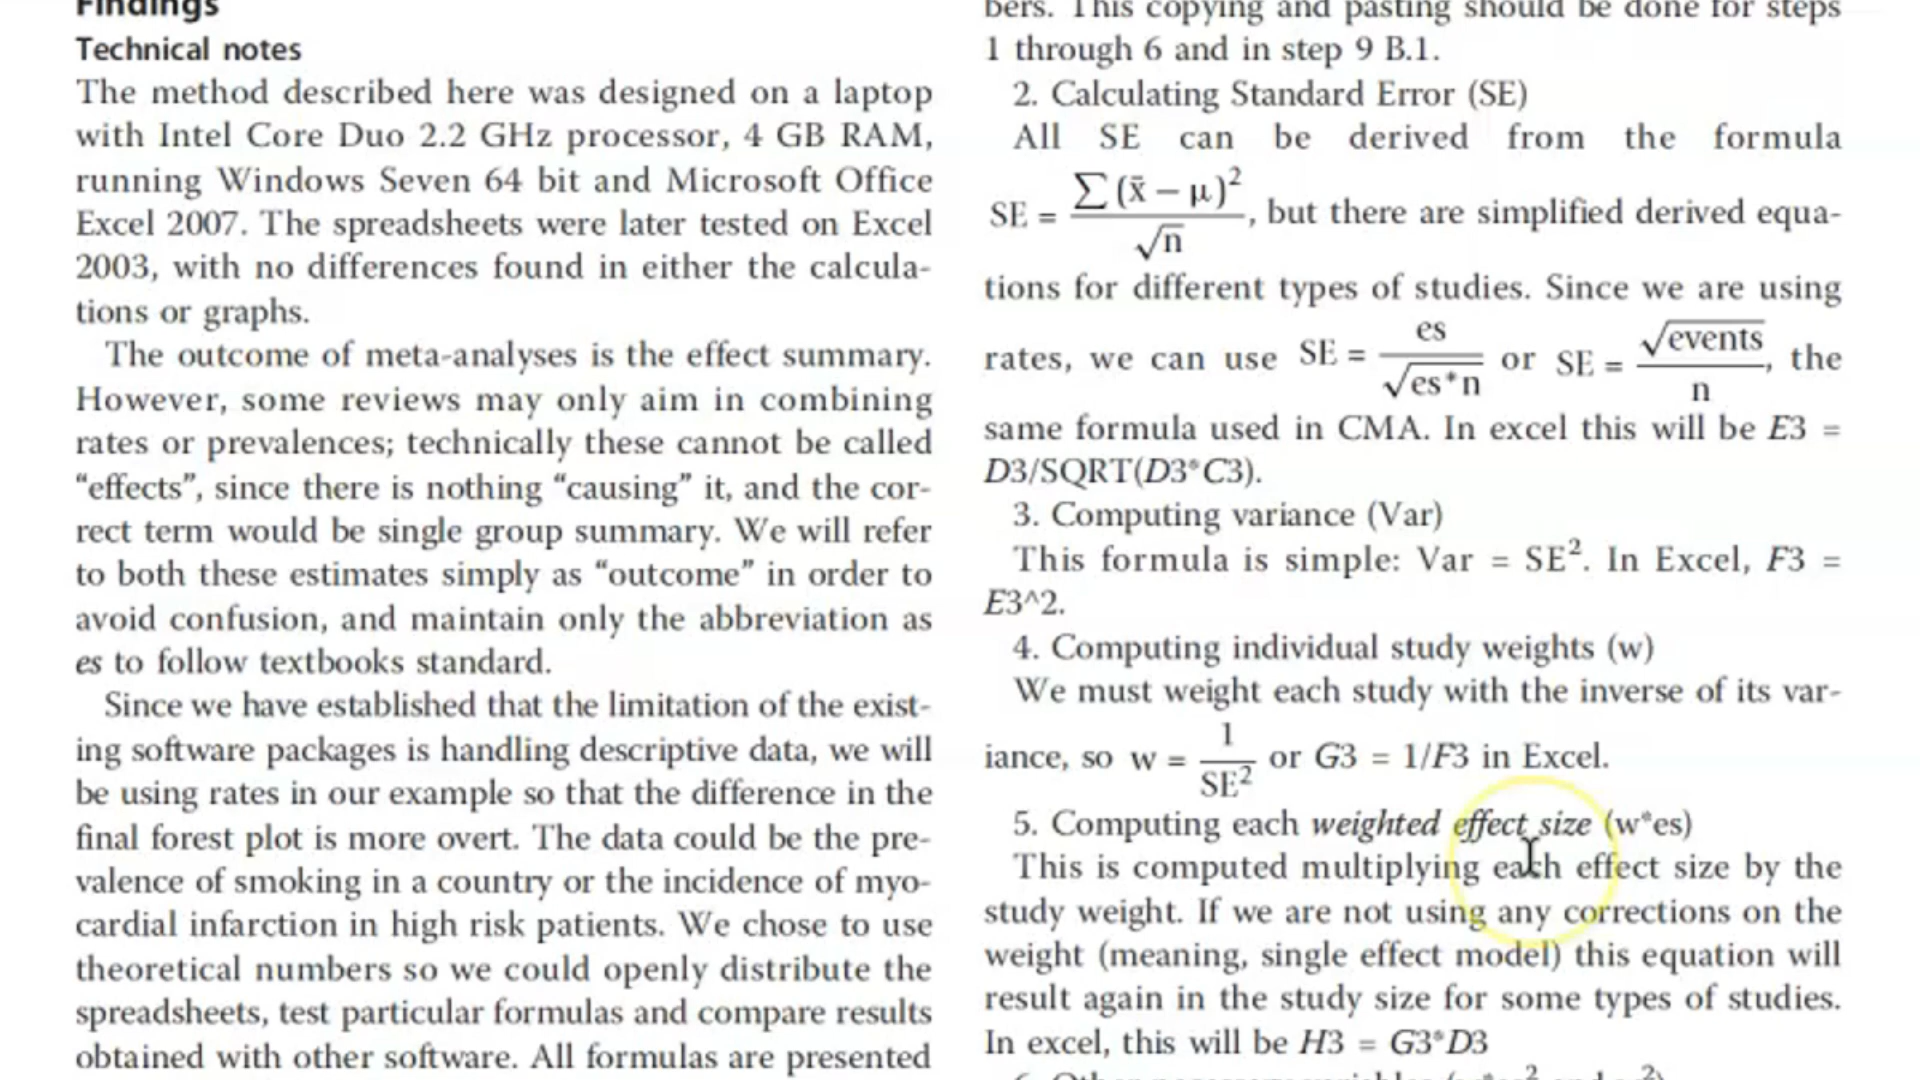 Findings
Technical notes
The method described here was designed on a laptop
with Intel Core Duo 2.2 GHz processor, 4 GB RAM,
running Windows Seven 64 bit and Microsoft Office
Excel 2007. The spreadsheets were later tested on Excel
2003, with no differences found in either the calcula-
tions or graphs.
The outcome of meta-analyses is the effect summary.
However, some reviews may only aim in combining
rates or prevalences; technically these cannot be called
“effects”, since there is nothing “causing” it, and the cor-
rect term would be single group summary. We will refer
to both these estimates simply as “outcome” in order to
avoid confusion, and maintain only the abbreviation as
es to follow textbooks standard.
Since we have established that the limitation of the exist-
ing software packages is handling descriptive data, we will
be using rates in our example so that the difference in the
final forest plot is more overt. The data could be the pre-
valence of smoking in a country or the incidence of myo-
cardial infarction in high risk patients. We chose to use
theoretical numbers so we could openly distribute the
spreadsheets, test particular formulas and compare results
obtained with other software. All formulas are presented
bers. This copying and pasting should be done for steps
1 through 6 and in step 9 B.1.
2. Calculating Standard Error (SE)
All SE can be derived from the formula
SE = ∑(x̄ − μ)² / √n, but there are simplified derived equa-
tions for different types of studies. Since we are using
rates, we can use SE = es / √es*n or SE = √events / n, the
same formula used in CMA. In excel this will be E3 =
D3/SQRT(D3*C3).
3. Computing variance (Var)
This formula is simple: Var = SE². In Excel, F3 =
E3^2.
4. Computing individual study weights (w)
We must weight each study with the inverse of its var-
iance, so w = 1 / SE² or G3 = 1/F3 in Excel.
5. Computing each weighted effect size (w*es)
This is computed multiplying each effect size by the
study weight. If we are not using any corrections on the
weight (meaning, single effect model) this equation will
result again in the study size for some types of studies.
In excel, this will be H3 = G3*D3